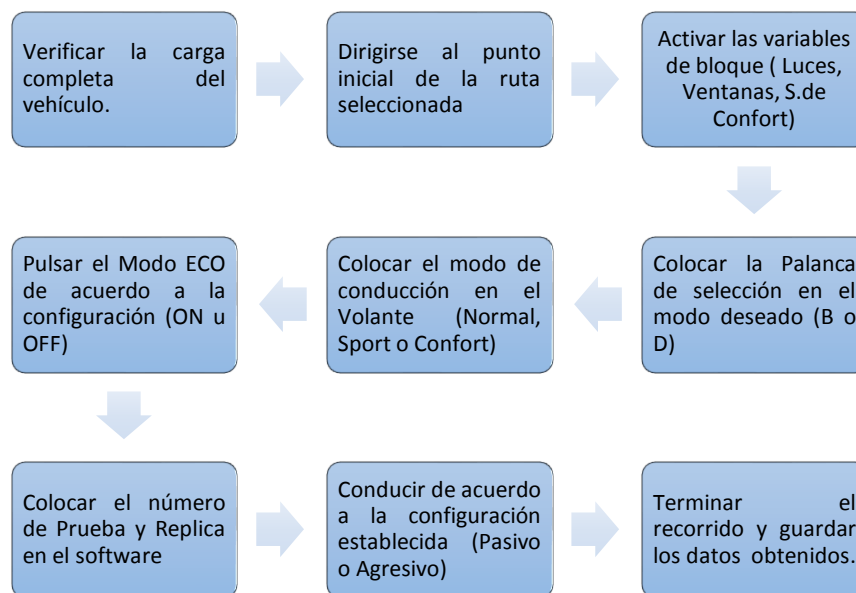 Verificar la carga
completa del
vehículo.
Dirigirse al punto
inicial de la ruta
seleccionada
Activar las variables
de bloque ( Luces,
Ventanas, S.de
Confort)
Colocar la Palanca
de selección en el
modo deseado (B o
D)
Colocar el modo de
conducción en el
Volante (Normal,
Sport o Confort)
Pulsar el Modo ECO
de acuerdo a la
configuración (ON u
OFF)
Colocar el número
de Prueba y Replica
en el software
Conducir de acuerdo
a la configuración
establecida (Pasivo
o Agresivo)
Terminar el
recorrido y guardar
los datos obtenidos.